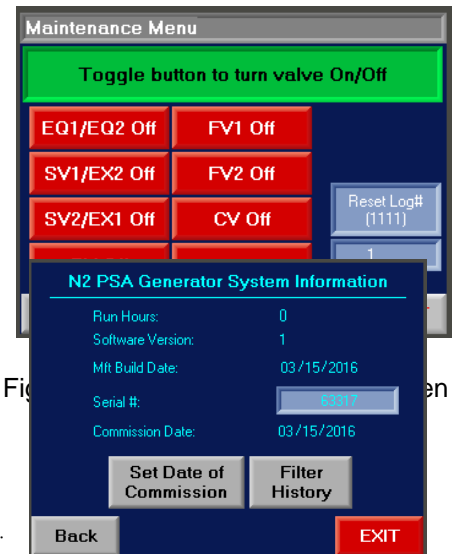 Maintenance Menu
Toggle button to turn valve On/Off
EQ1/EQ2 Off FV1 Off
SV1/EX2 Off FV2 Off
SV2/EX1 Off CV Off
Reset Log#
(1111)
1
N2 PSA Generator System Information
Run Hours: 0
Software Version: 1
Mft Build Date: 03/15/2016
Serial #: 63317
Commission Date: 03/15/2016
Set Date of
Commission
Filter
History
Back EXIT